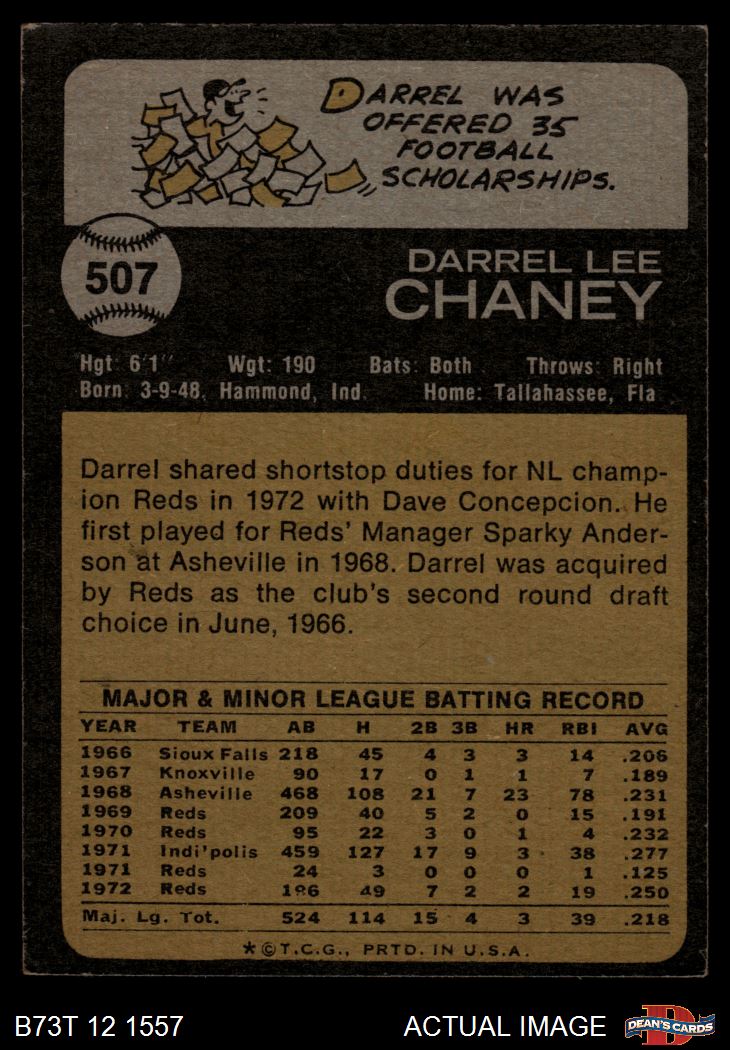 DARREL WAS
OFFERED 35
FOOTBALL
SCHOLARSHIPS.
507
DARREL LEE
CHANEY
Hgt: 6'1" Wgt: 190 Bats: Both Throws: Right
Born: 3-9-48, Hammond, Ind. Home: Tallahassee, Fla.
Darrel shared shortstop duties for NL champ-
ion Reds in 1972 with Dave Concepcion. He
first played for Reds' Manager Sparky Ander-
son at Asheville in 1968. Darrel was acquired
by Reds as the club's second round draft
choice in June, 1966.
MAJOR & MINOR LEAGUE BATTING RECORD
YEAR TEAM AB H 2B 3B HR RBI AVG
1966 Sioux Falls 218 45 4 3 3 14 .206
1967 Knoxville 90 17 0 1 1 7 .189
1968 Asheville 468 108 21 7 23 78 .231
1969 Reds 209 40 5 2 0 15 .191
1970 Reds 95 22 3 0 1 4 .232
1971 Indi'polis 459 127 17 9 3 38 .277
1971 Reds 24 3 0 0 0 1 .125
1972 Reds 196 49 7 2 2 19 .250
Maj. Lg. Tot. 524 114 15 4 3 39 .218
*©T.C.G., PRTD. IN U.S.A.
B73T 12 1557 ACTUAL IMAGE D DEAN'S CARDS